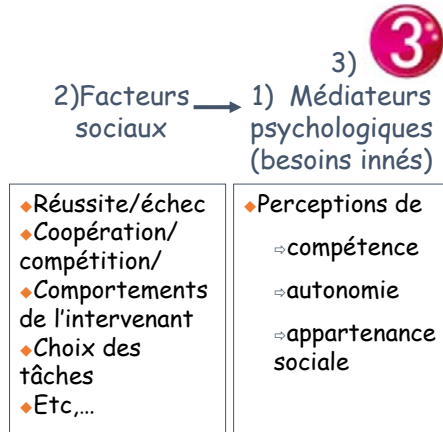 3
3)
2)Facteurs
sociaux
1) Médiateurs
psychologiques
(besoins innés)
◆Réussite/échec
◆Coopération/
compétition/
◆Comportements
de l'intervenant
◆Choix des
tâches
◆Etc,…
◆Perceptions de
⇨compétence
⇨autonomie
⇨appartenance
sociale